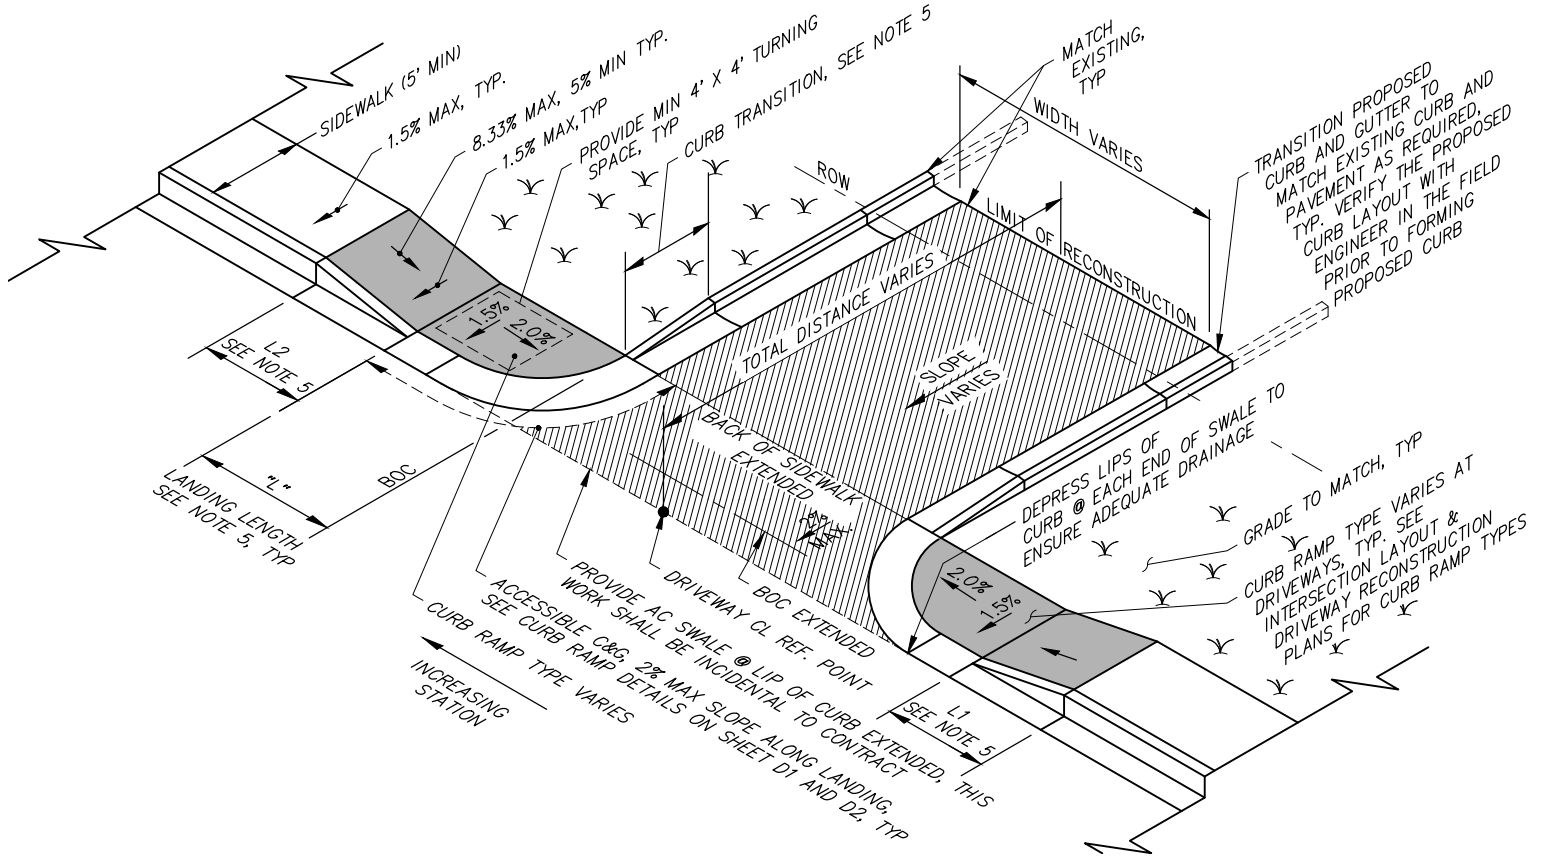 SIDEWALK (5' MIN)
1.5% MAX, TYP.
8.33% MAX, 5% MIN TYP.
1.5% MAX,TYP
PROVIDE MIN 4' X 4' TURNING
SPACE, TYP
CURB TRANSITION, SEE NOTE 5
MATCH
EXISTING,
TYP
WIDTH VARIES
ROW
TRANSITION PROPOSED
CURB AND GUTTER TO
MATCH EXISTING CURB AND
PAVEMENT AS REQUIRED,
TYP. VERIFY THE PROPOSED
CURB LAYOUT WITH
ENGINEER IN THE FIELD
PRIOR TO FORMING
PROPOSED CURB
LIMIT OF RECONSTRUCTION
TOTAL DISTANCE VARIES
SLOPE
VARIES
1.5%
2.0%
L2
SEE NOTE 5
"L"
LANDING LENGTH
SEE NOTE 5, TYP
BOC
BACK OF SIDEWALK
EXTENDED
2%
MAX.
DEPRESS LIPS OF
CURB @ EACH END OF SWALE TO
ENSURE ADEQUATE DRAINAGE
GRADE TO MATCH, TYP
CURB RAMP TYPE VARIES AT
DRIVEWAYS, TYP. SEE
INTERSECTION LAYOUT &
DRIVEWAY RECONSTRUCTION
PLANS FOR CURB RAMP TYPES
2.0%
1.5%
BOC EXTENDED
DRIVEWAY CL REF. POINT
PROVIDE AC SWALE @ LIP OF CURB EXTENDED, THIS
WORK SHALL BE INCIDENTAL TO CONTRACT
ACCESSIBLE C&G, 2% MAX SLOPE ALONG LANDING,
SEE CURB RAMP DETAILS ON SHEET D1 AND D2, TYP
CURB RAMP TYPE VARIES
INCREASING
STATION
L1
SEE NOTE 5